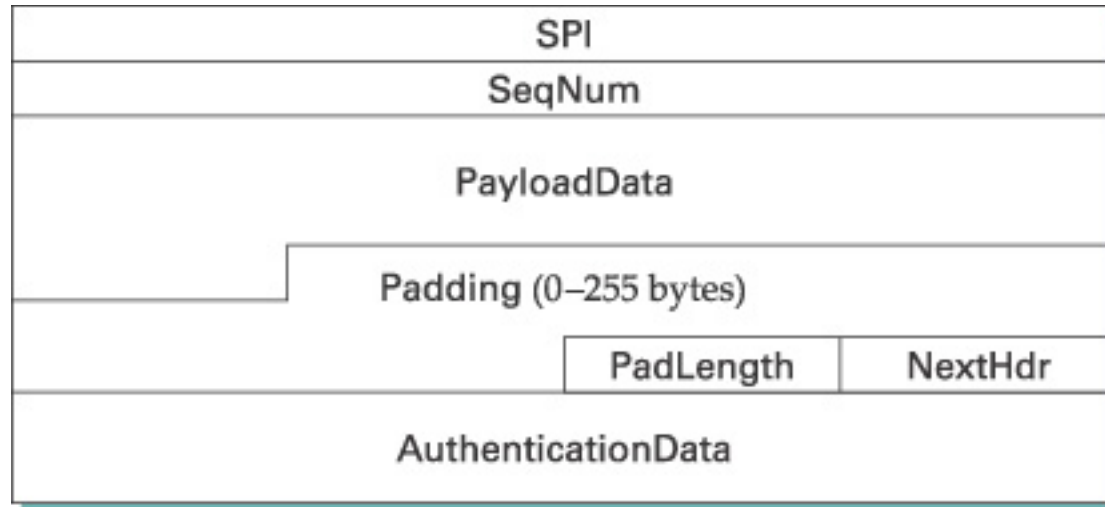 SPI
SeqNum
PayloadData
Padding (0–255 bytes)
PadLength NextHdr
AuthenticationData